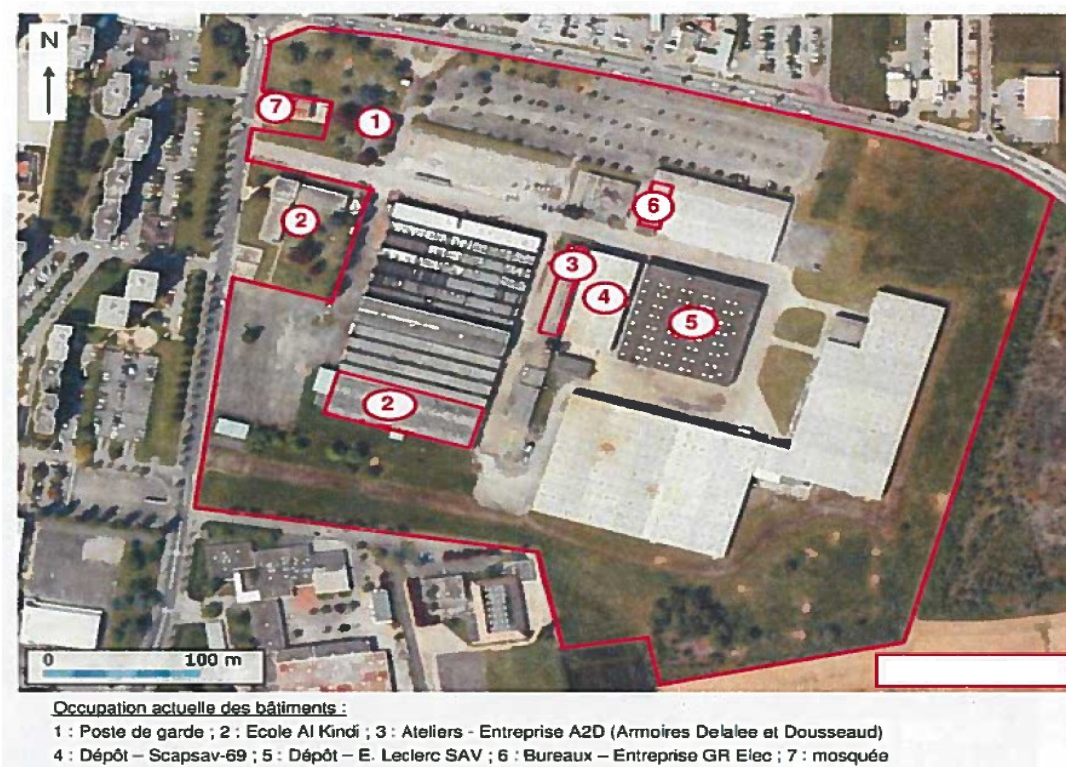 N
7
1
2
6
3
4
5
2
0 100 m
Occupation actuelle des bâtiments :
1 : Poste de garde ; 2 : Ecole Al Kindi ; 3 : Ateliers - Entreprise A2D (Armoires Delalee et Dousseaud)
4 : Dépôt – Scapsav-69 ; 5 : Dépôt – E. Leclerc SAV ; 6 : Bureaux – Entreprise GR Elec ; 7 : mosquée